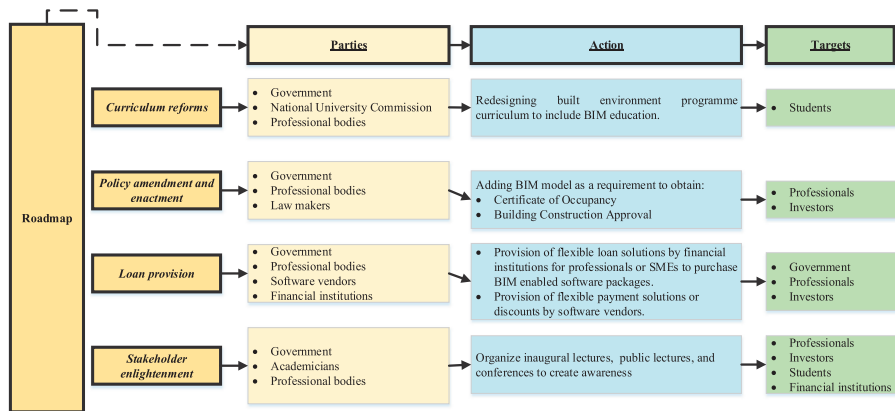 Parties
Action
Targets
Roadmap
Curriculum reforms
• Government
• National University Commission
• Professional bodies
Redesigning built environment programme
curriculum to include BIM education.
• Students
Policy amendment and
enactment
• Government
• Professional bodies
• Law makers
Adding BIM model as a requirement to obtain:
• Certificate of Occupancy
• Building Construction Approval
• Professionals
• Investors
Loan provision
• Government
• Professional bodies
• Software vendors
• Financial institutions
• Provision of flexible loan solutions by financial
institutions for professionals or SMEs to purchase
BIM enabled software packages.
• Provision of flexible payment solutions or
discounts by software vendors.
• Government
• Professionals
• Investors
Stakeholder
enlightenment
• Government
• Academicians
• Professional bodies
Organize inaugural lectures, public lectures, and
conferences to create awareness
• Professionals
• Investors
• Students
• Financial institutions